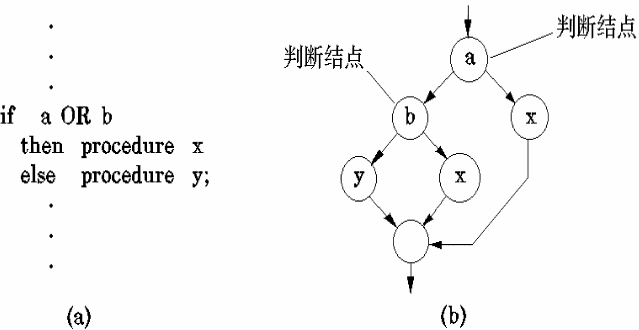 if a OR b
then procedure x
else procedure y;
(a)
判断结点
判断结点
a
b
x
y
x
(b)